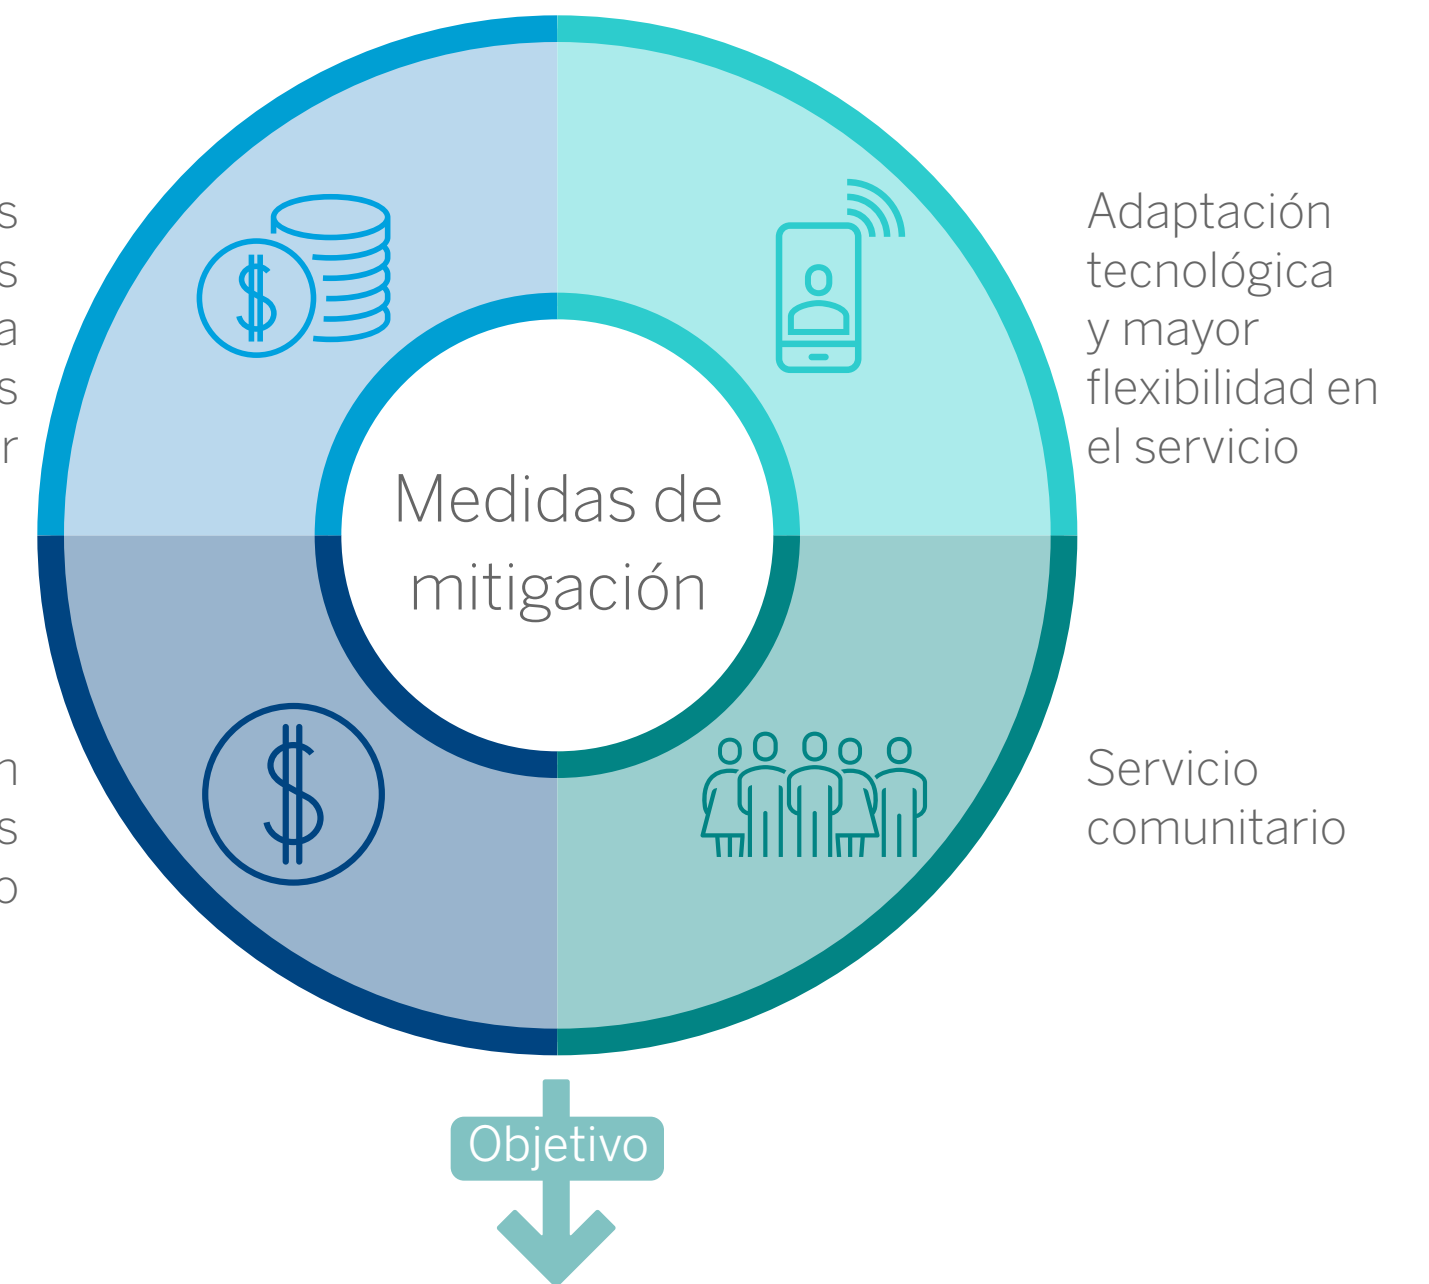 Adaptación
tecnológica
y mayor
flexibilidad en
el servicio
Medidas de
mitigación
Servicio
comunitario
Objetivo